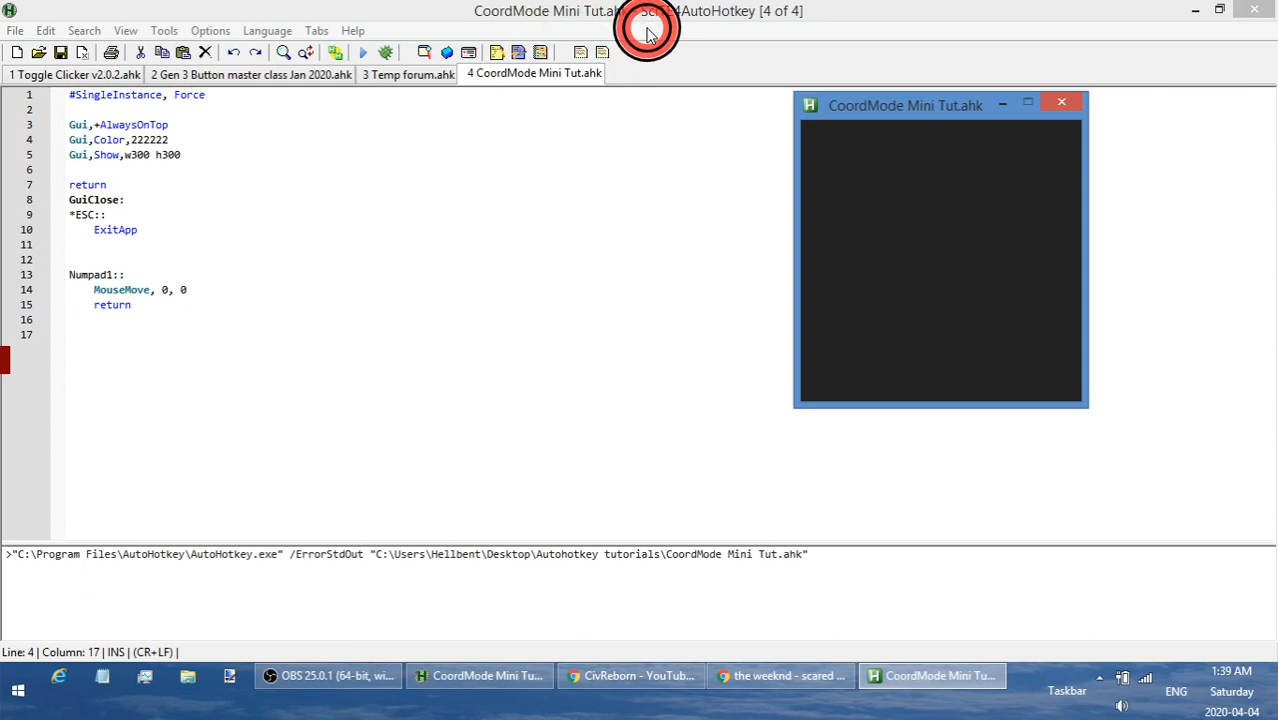 CoordMode Mini Tut.ahk SciTE4AutoHotkey [4 of 4]
File Edit Search View Tools Options Language Tabs Help
1 Toggle Clicker v2.0.2.ahk 2 Gen 3 Button master class Jan 2020.ahk 3 Temp forum.ahk 4 CoordMode Mini Tut.ahk
1 #SingleInstance, Force
2
3 Gui,+AlwaysOnTop
4 Gui,Color,222222
5 Gui,Show,w300 h300
6
7 return
8 GuiClose:
9 *ESC::
10 ExitApp
11
12
13 Numpad1::
14 MouseMove, 0, 0
15 return
16
17
CoordMode Mini Tut.ahk
>"C:\Program Files\AutoHotkey\AutoHotkey.exe" /ErrorStdOut "C:\Users\Hellbent\Desktop\Autohotkey tutorials\CoordMode Mini Tut.ahk"
Line: 4 | Column: 17 | INS | (CR+LF) |
OBS 25.0.1 (64-bit, wi... CoordMode Mini Tu... CivReborn - YouTub... the weeknd - scared ... CoordMode Mini Tu...
Taskbar
ENG
1:39 AM
Saturday
2020-04-04